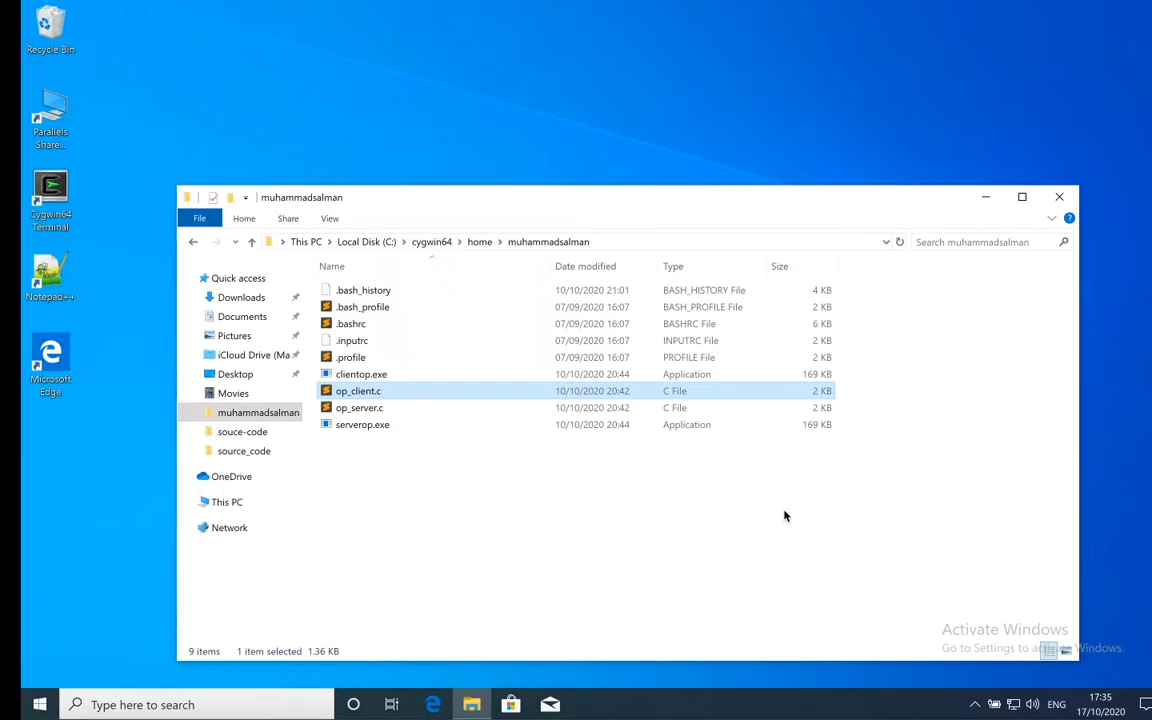 Recycle Bin
Parallels
Share...
Cygwin64
Terminal
Notepad++
Microsoft
Edge
muhammadsalman
File Home Share View
This PC Local Disk (C:) cygwin64 home muhammadsalman Search muhammadsalman
Name Date modified Type Size
Quick access
Downloads
Documents
Pictures
iCloud Drive (Ma
Desktop
Movies
muhammadsalman
souce-code
source_code
OneDrive
This PC
Network
.bash_history 10/10/2020 21:01 BASH_HISTORY File 4 KB
.bash_profile 07/09/2020 16:07 BASH_PROFILE File 2 KB
.bashrc 07/09/2020 16:07 BASHRC File 6 KB
.inputrc 07/09/2020 16:07 INPUTRC File 2 KB
.profile 07/09/2020 16:07 PROFILE File 2 KB
clientop.exe 10/10/2020 20:44 Application 169 KB
op_client.c 10/10/2020 20:42 C File 2 KB
op_server.c 10/10/2020 20:42 C File 2 KB
serverop.exe 10/10/2020 20:44 Application 169 KB
9 items 1 item selected 1.36 KB
Activate Windows
Go to Settings to activate Windows.
Type here to search
ENG
17:35
17/10/2020